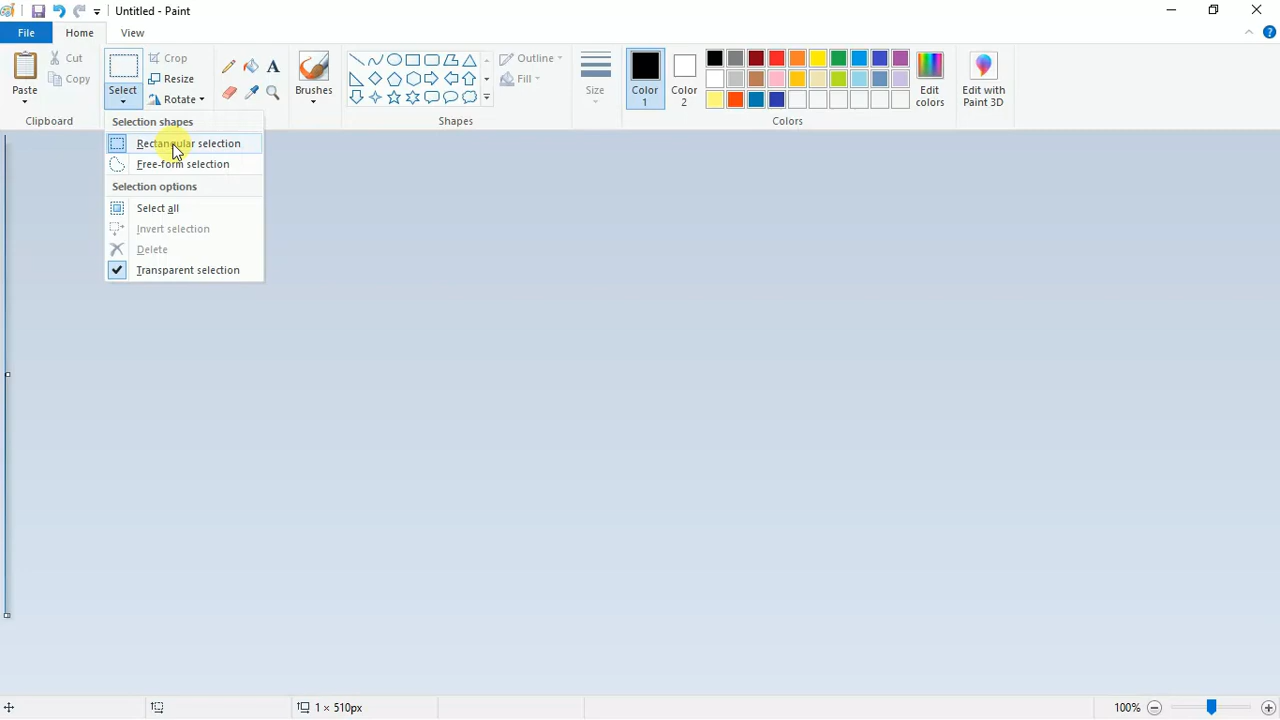 Untitled - Paint
File Home View
Paste
Cut
Copy
Clipboard
Select
Crop
Resize
Rotate
Brushes
Shapes
Outline
Fill
Size
Color 1
Color 2
Colors
Edit colors
Edit with Paint 3D
Selection shapes
Rectangular selection
Free-form selection
Selection options
Select all
Invert selection
Delete
Transparent selection
1 × 510px
100%